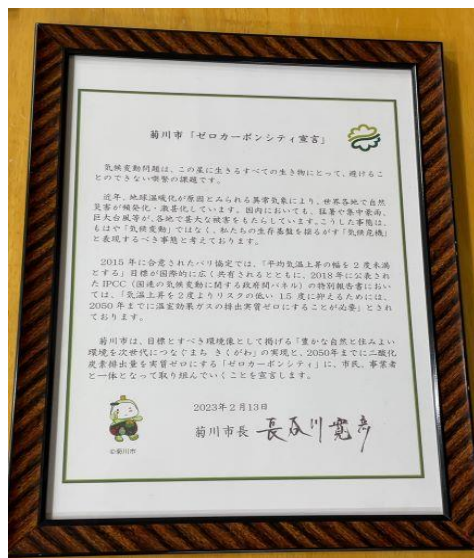 菊川市「ゼロカーボンシティ宣言」
気候変動問題は、この星に生きるすべての生き物にとって、避けるこ
とのできない喫緊の課題です。
近年、地球温暖化が原因とみられる異常気象により、世界各地で自然
災害が頻発化・激甚化しています。国内においても、猛暑や集中豪雨、
巨大台風等が、各地で甚大な被害をもたらしています。こうした事態は、
もはや「気候変動」ではなく、私たちの生存基盤を揺るがす「気候危機」
と表現するべき事態と考えております。
2015年に合意されたパリ協定では、「平均気温上昇の幅を2度未満
とする」目標が国際的に広く共有されるとともに、2018年に公表され
たIPCC（国連の気候変動に関する政府間パネル）の特別報告書におい
ては、「気温上昇を2度よりリスクの低い1.5度に抑えるためには、
2050年までに温室効果ガスの排出実質ゼロにすることが必要」とされ
ております。
菊川市は、目標とすべき環境像として掲げる「豊かな自然と住みよい
環境を次世代につなぐまち きくがわ」の実現と、2050年までに二酸化
炭素排出量を実質ゼロにする「ゼロカーボンシティ」に、市民、事業者
と一体となって取り組んでいくことを宣言します。
2023年2月13日
菊川市長 長谷川寛彦
©菊川市